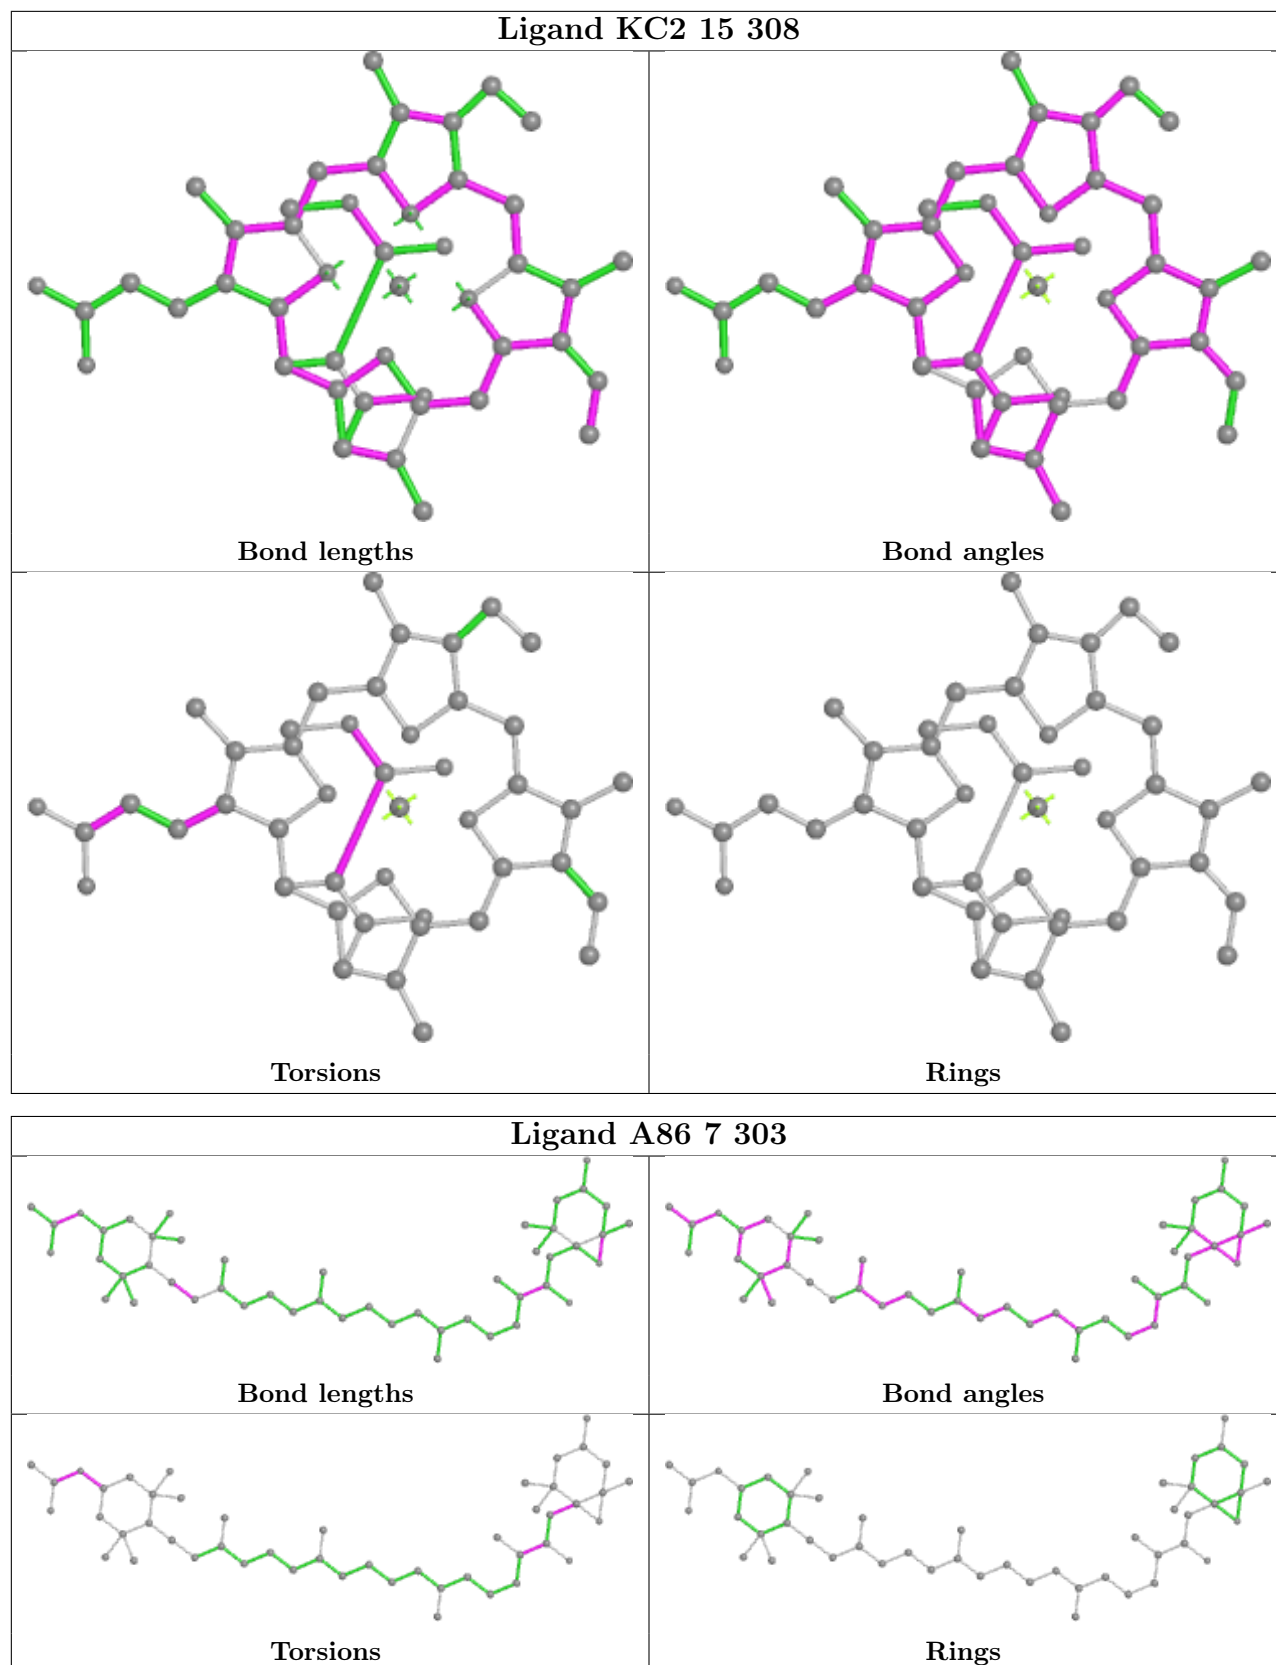 Ligand KC2 15 308
Bond lengths
Bond angles
Torsions
Rings
Ligand A86 7 303
Bond lengths
Bond angles
Torsions
Rings